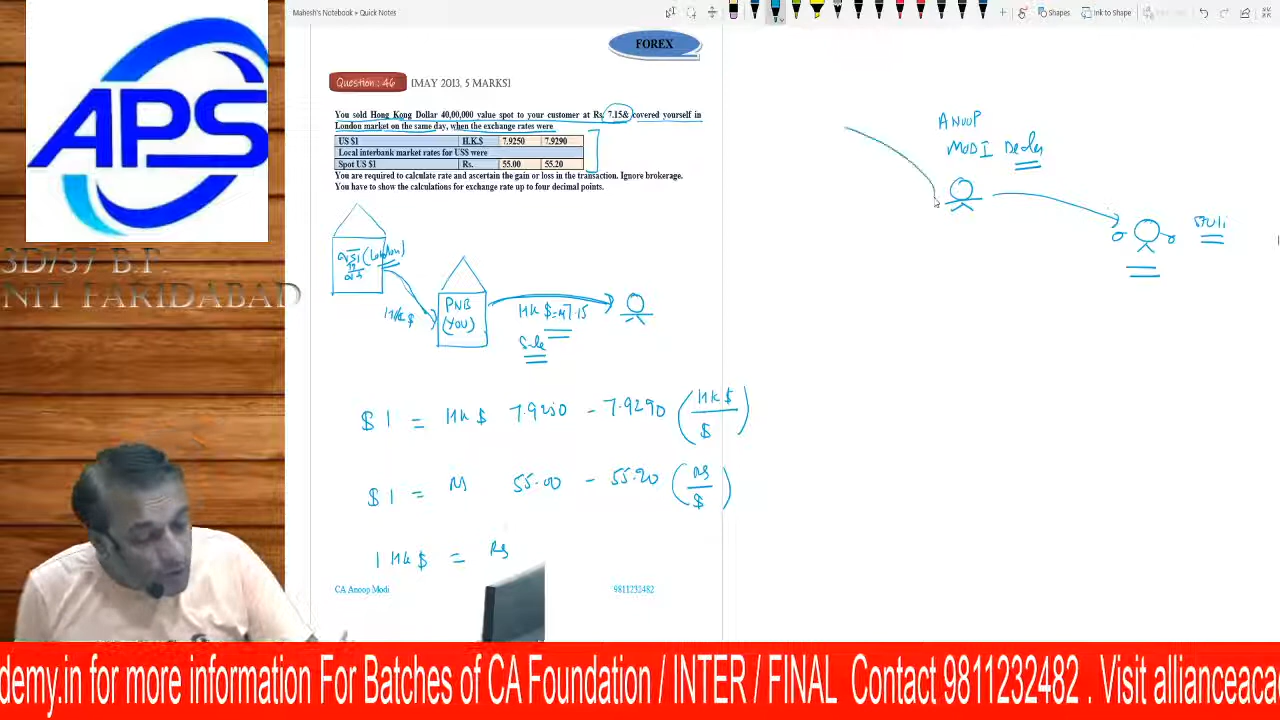 Mahesh's Notebook » Quick Notes
Shapes
Ink to Shape
APS
FOREX
Question : 46 [MAY 2013, 5 MARKS]
You sold Hong Kong Dollar 40,00,000 value spot to your customer at Rs. 7.15& covered yourself in
London market on the same day, when the exchange rates were
US $1 H.K.$ 7.9250 7.9290
Local interbank market rates for US$ were
Spot US $1 Rs. 55.00 55.20
You are required to calculate rate and ascertain the gain or loss in the transaction. Ignore brokerage.
You have to show the calculations for exchange rate up to four decimal points.
ANOOP
MODI Dealer
(London)
PNB
(YOU)
HK $
HK $ = 7.15
Sale
$ 1 = HK $ 7.9250 - 7.9290 (HK $ / $)
$ 1 = Rs 55.00 - 55.20 (Rs / $)
1 HK $ = Rs
CA Anoop Modi 9811232482
3D/37 B.P.
NIT FARIDABAD
demy.in for more information For Batches of CA Foundation / INTER / FINAL Contact 9811232482 . Visit allianceaca